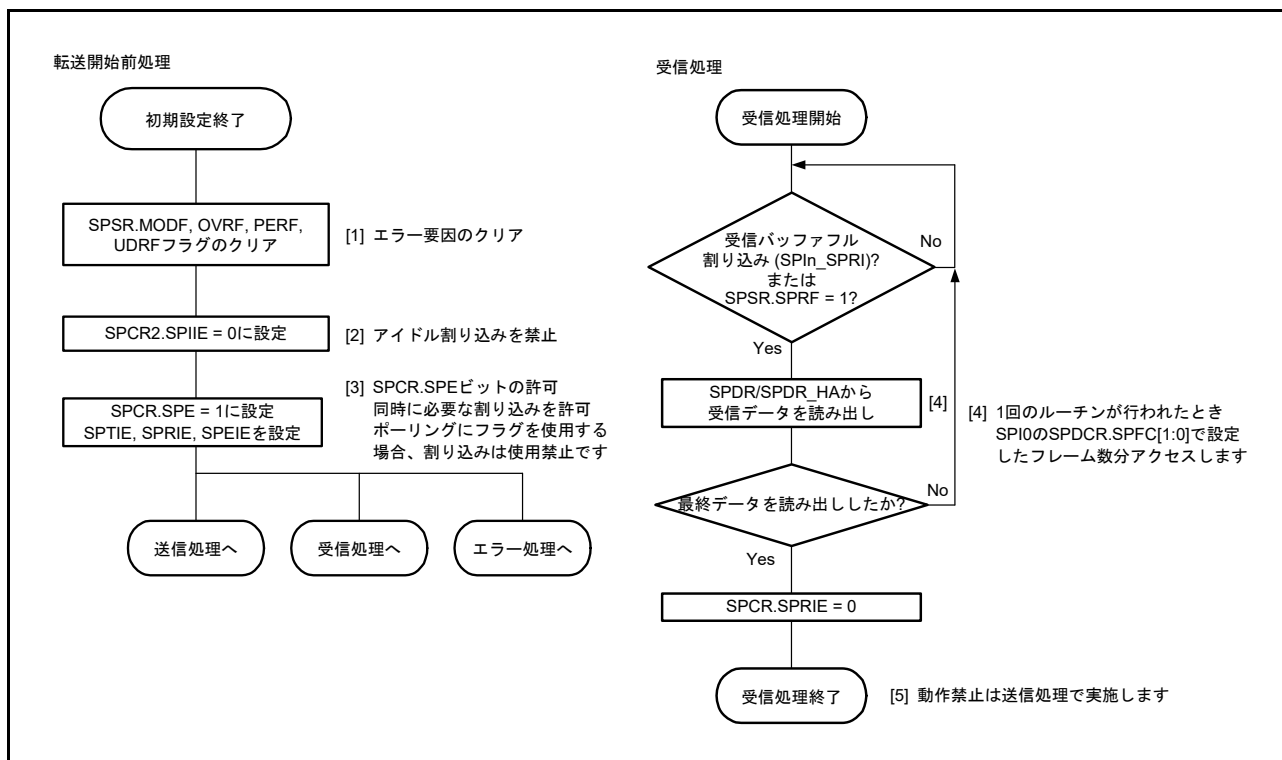 転送開始前処理
初期設定終了
SPSR.MODF, OVRF, PERF,
UDRFフラグのクリア
[1] エラー要因のクリア
SPCR2.SPIIE = 0に設定
[2] アイドル割り込みを禁止
SPCR.SPE = 1に設定
SPTIE, SPRIE, SPEIEを設定
[3] SPCR.SPEビットの許可
同時に必要な割り込みを許可
ポーリングにフラグを使用する
場合、割り込みは使用禁止です
送信処理へ
受信処理へ
エラー処理へ
受信処理
受信処理開始
受信バッファフル
割り込み (SPIn_SPRI)?
または
SPSR.SPRF = 1?
No
Yes
SPDR/SPDR_HAから
受信データを読み出し
[4]
[4] 1回のルーチンが行われたとき
SPI0のSPDCR.SPFC[1:0]で設定
したフレーム数分アクセスします
最終データを読み出ししたか?
No
Yes
SPCR.SPRIE = 0
受信処理終了
[5] 動作禁止は送信処理で実施します